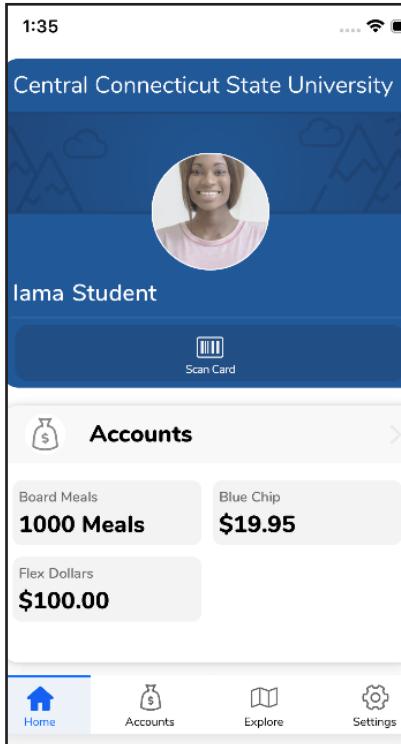 1:35
Central Connecticut State University
Iama Student
Scan Card
Accounts
Board Meals
1000 Meals
Blue Chip
$19.95
Flex Dollars
$100.00
Home Accounts Explore Settings